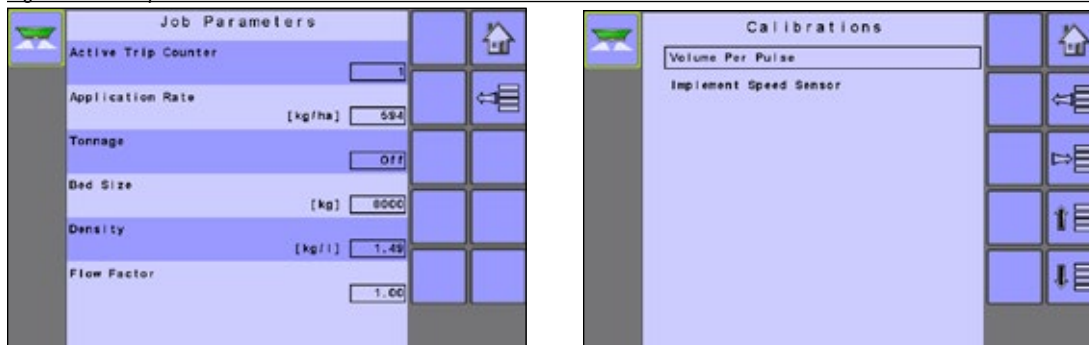 Job Parameters
Active Trip Counter
1
Application Rate
[kg/ha] 594
Tonnage
Off
Bed Size
[kg] 8000
Density
[kg/l] 1.49
Flow Factor
1.00
Calibrations
Volume Per Pulse
Implement Speed Sensor